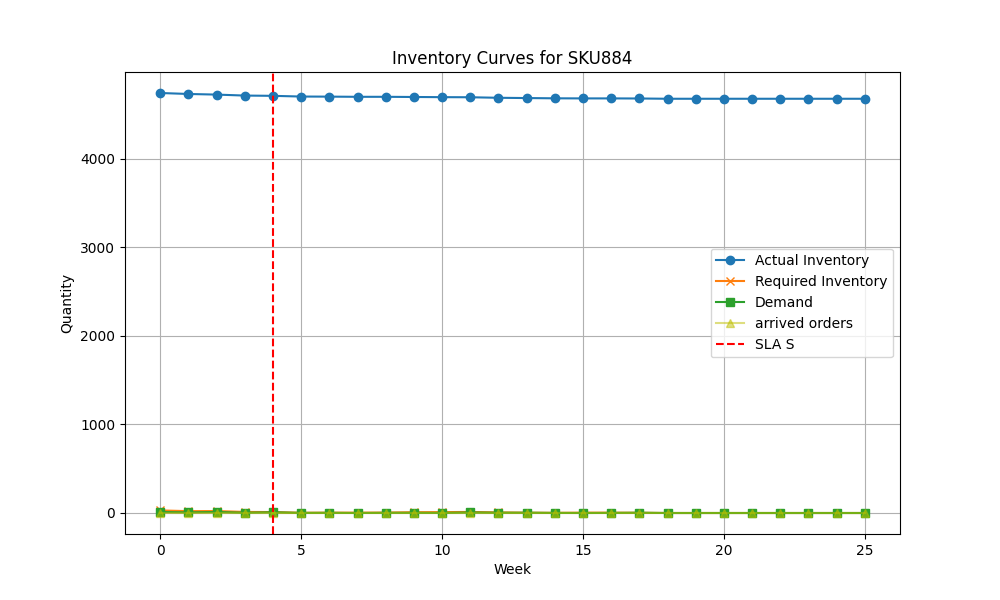 Inventory Curves for SKU884
Quantity
4000
3000
2000
1000
0
Actual Inventory
Required Inventory
Demand
arrived orders
SLA S
0 5 10 15 20 25
Week